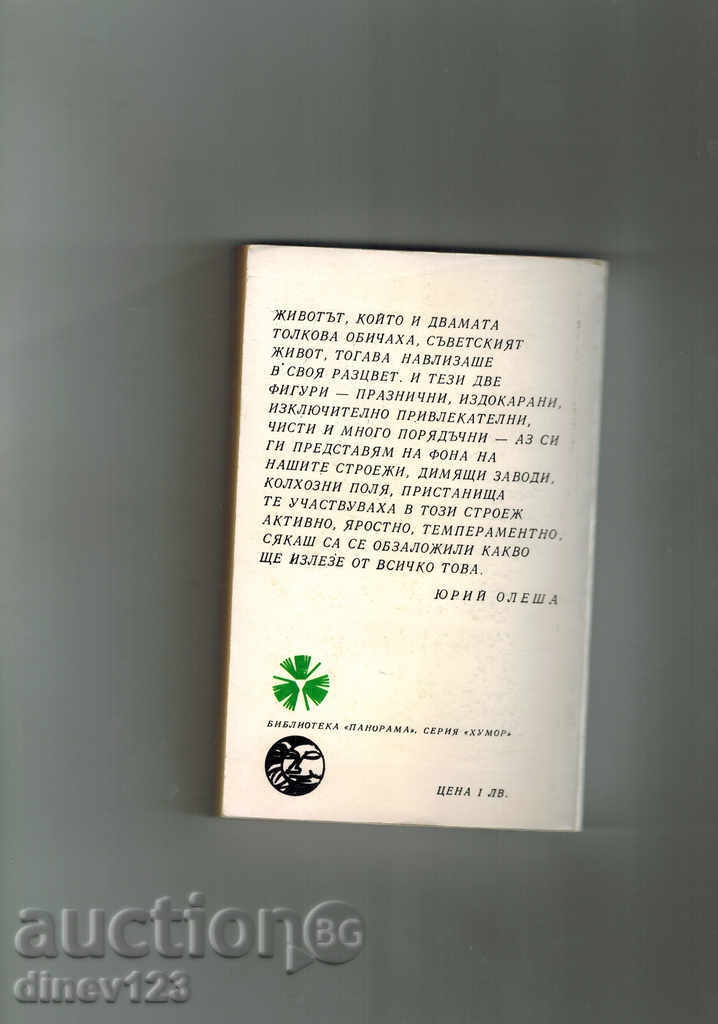 ЖИВОТЪТ, КОЙТО И ДВАМАТА
ТОЛКОВА ОБИЧАХА, СЪВЕТСКИЯТ
ЖИВОТ, ТОГАВА НАВЛИЗАШЕ
В СВОЯ РАЗЦВЕТ. И ТЕЗИ ДВЕ
ФИГУРИ — ПРАЗНИЧНИ, ИЗДОКАРАНИ,
ИЗКЛЮЧИТЕЛНО ПРИВЛЕКАТЕЛНИ,
ЧИСТИ И МНОГО ПОРЯДЪЧНИ — АЗ СИ
ГИ ПРЕДСТАВЯМ НА ФОНА НА
НАШИТЕ СТРОЕЖИ, ДИМЯЩИ ЗАВОДИ,
КОЛХОЗНИ ПОЛЯ, ПРИСТАНИЩА
ТЕ УЧАСТВУВАХА В ТОЗИ СТРОЕЖ
АКТИВНО, ЯРОСТНО, ТЕМПЕРАМЕНТНО,
СЯКАШ СА СЕ ОБЗАЛОЖИЛИ КАКВО
ЩЕ ИЗЛЕЗЕ ОТ ВСИЧКО ТОВА.
ЮРИЙ ОЛЕША
БИБЛИОТЕКА «ПАНОРАМА», СЕРИЯ «ХУМОР»
ЦЕНА 1 ЛВ.
auction BG
dinev123